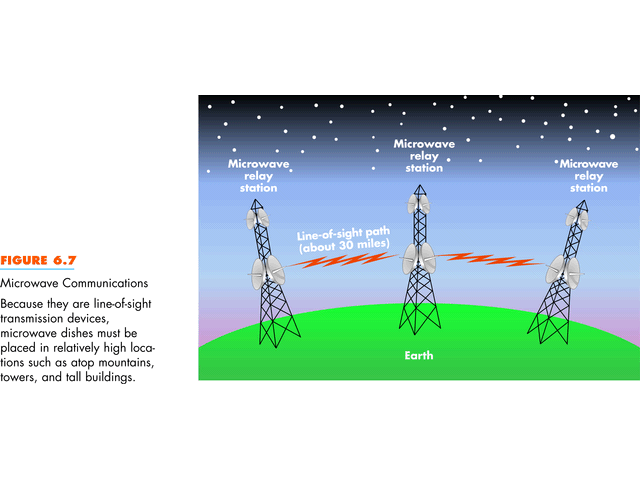 FIGURE 6.7
Microwave Communications
Because they are line-of-sight
transmission devices,
microwave dishes must be
placed in relatively high loca-
tions such as atop mountains,
towers, and tall buildings.
Microwave
relay
station
Microwave
relay
station
Microwave
relay
station
Line-of-sight path
(about 30 miles)
Earth